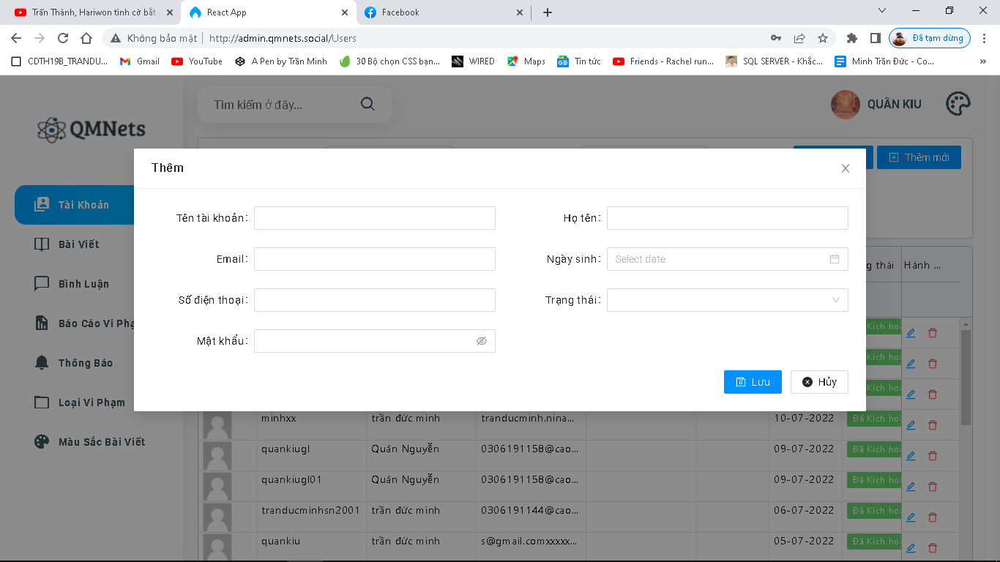 Trấn Thành, Hariwon tình cờ bắt
React App
Facebook
Không bảo mật
http://admin.qmnets.social/Users
Đã tạm dừng
CDTH19B_TRANDU...
Gmail
YouTube
A Pen by Trần Minh
30 Bộ chọn CSS bạn...
WIRED
Maps
Tin tức
Friends - Rachel run...
SQL SERVER - Khắc...
Minh Trần Đức - Co...
»
QMNets
Tìm kiếm ở đây...
QUÂN KIU
Thêm mới
Thêm
Tên tài khoản:
Họ tên:
Email:
Ngày sinh:
Select date
Số điện thoại:
Trạng thái:
Mật khẩu:
Lưu
Hủy
Tài Khoản
Bài Viết
Bình Luận
Báo Cáo Vi Phạ
Thông Báo
Loại Vi Phạm
Màu Sắc Bài Viết
g thái
Hành ...
Đã Kích hoạ
Đã Kích hoạ
Đã Kích hoạ
minhxx
trần đức minh
tranducminh.nina...
10-07-2022
Đã Kích hoạ
quankiugl
Quân Nguyễn
0306191158@cao...
09-07-2022
Đã Kích hoạ
quankiugl01
Quân Nguyễn
0306191158@cao...
09-07-2022
Đã Kích hoạ
tranducminhsn2001
trần đức minh
0306191144@cao...
06-07-2022
Đã Kích hoạ
quankiu
trần đức minh
s@gmail.comxxxxx...
05-07-2022
Đã Kích hoạ